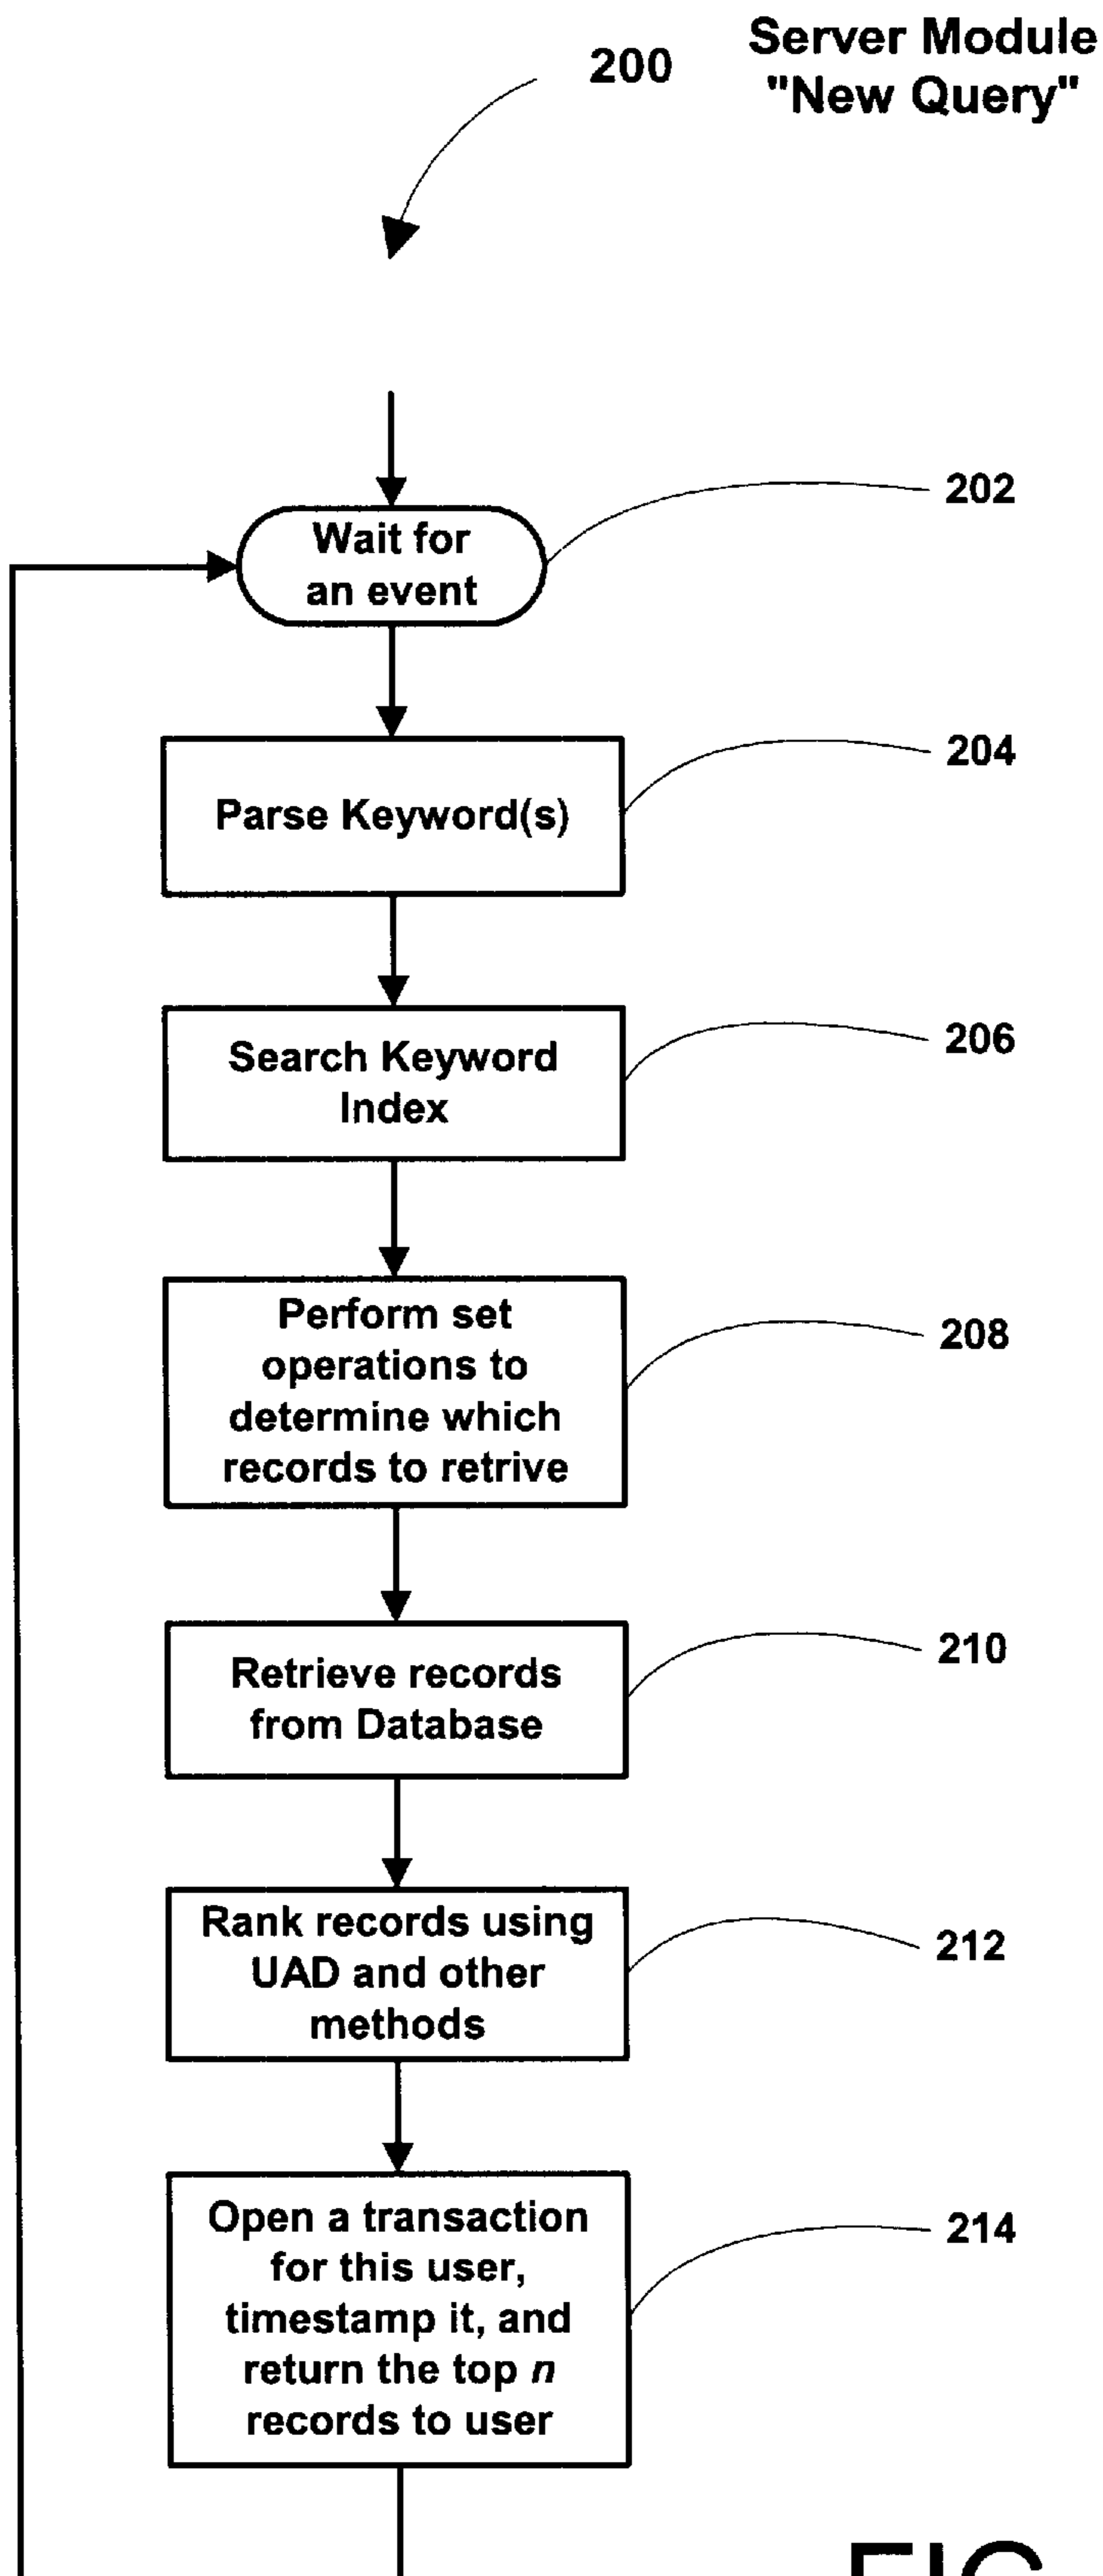 Server Module
200
"New Query"
Wait for
an event
202
Parse Keyword(s)
204
Search Keyword
Index
206
Perform set
operations to
determine which
records to retrive
208
Retrieve records
from Database
210
Rank records using
UAD and other
methods
212
Open a transaction
for this user,
timestamp it, and
return the top n
records to user
214
FIG